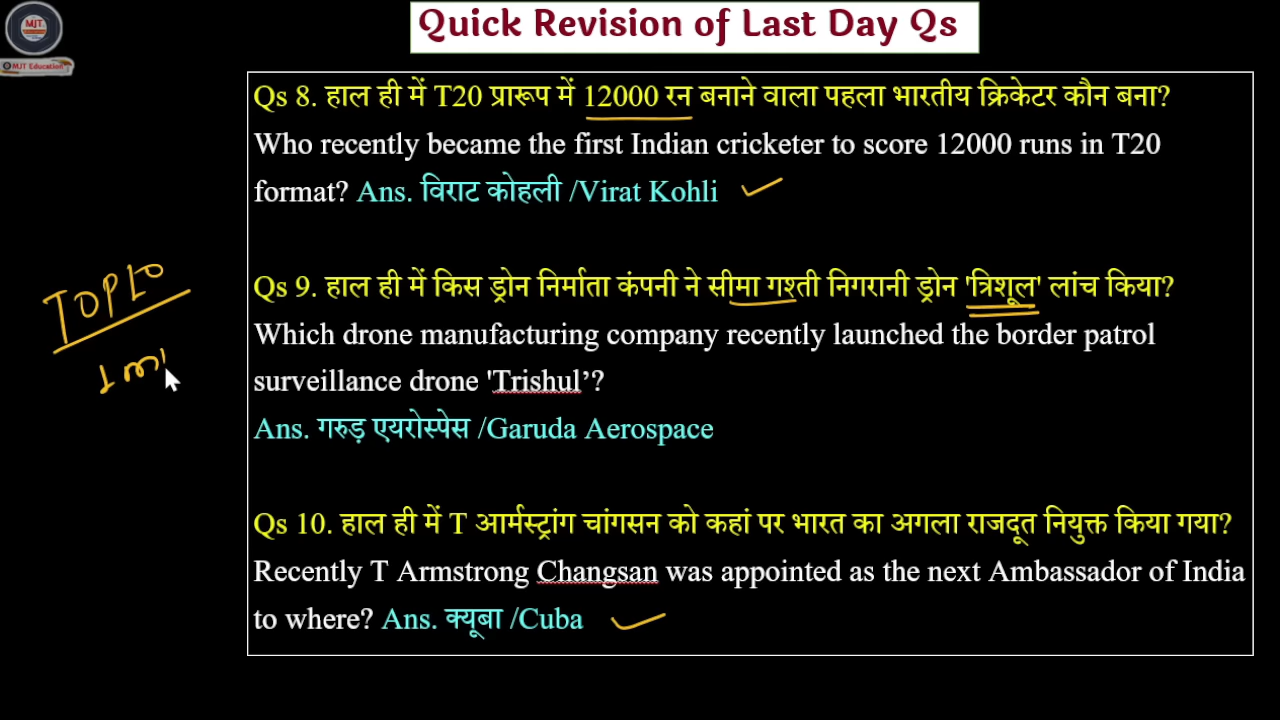 MJT
MJT Education
Quick Revision of Last Day Qs
Qs 8. हाल ही में T20 प्रारूप में 12000 रन बनाने वाला पहला भारतीय क्रिकेटर कौन बना?
Who recently became the first Indian cricketer to score 12000 runs in T20
format? Ans. विराट कोहली /Virat Kohli
TOP10
Qs 9. हाल ही में किस ड्रोन निर्माता कंपनी ने सीमा गश्ती निगरानी ड्रोन 'त्रिशूल' लांच किया?
Which drone manufacturing company recently launched the border patrol
surveillance drone 'Trishul’?
Ans. गरुड़ एयरोस्पेस /Garuda Aerospace
Qs 10. हाल ही में T आर्मस्ट्रांग चांगसन को कहां पर भारत का अगला राजदूत नियुक्त किया गया?
Recently T Armstrong Changsan was appointed as the next Ambassador of India
to where? Ans. क्यूबा /Cuba